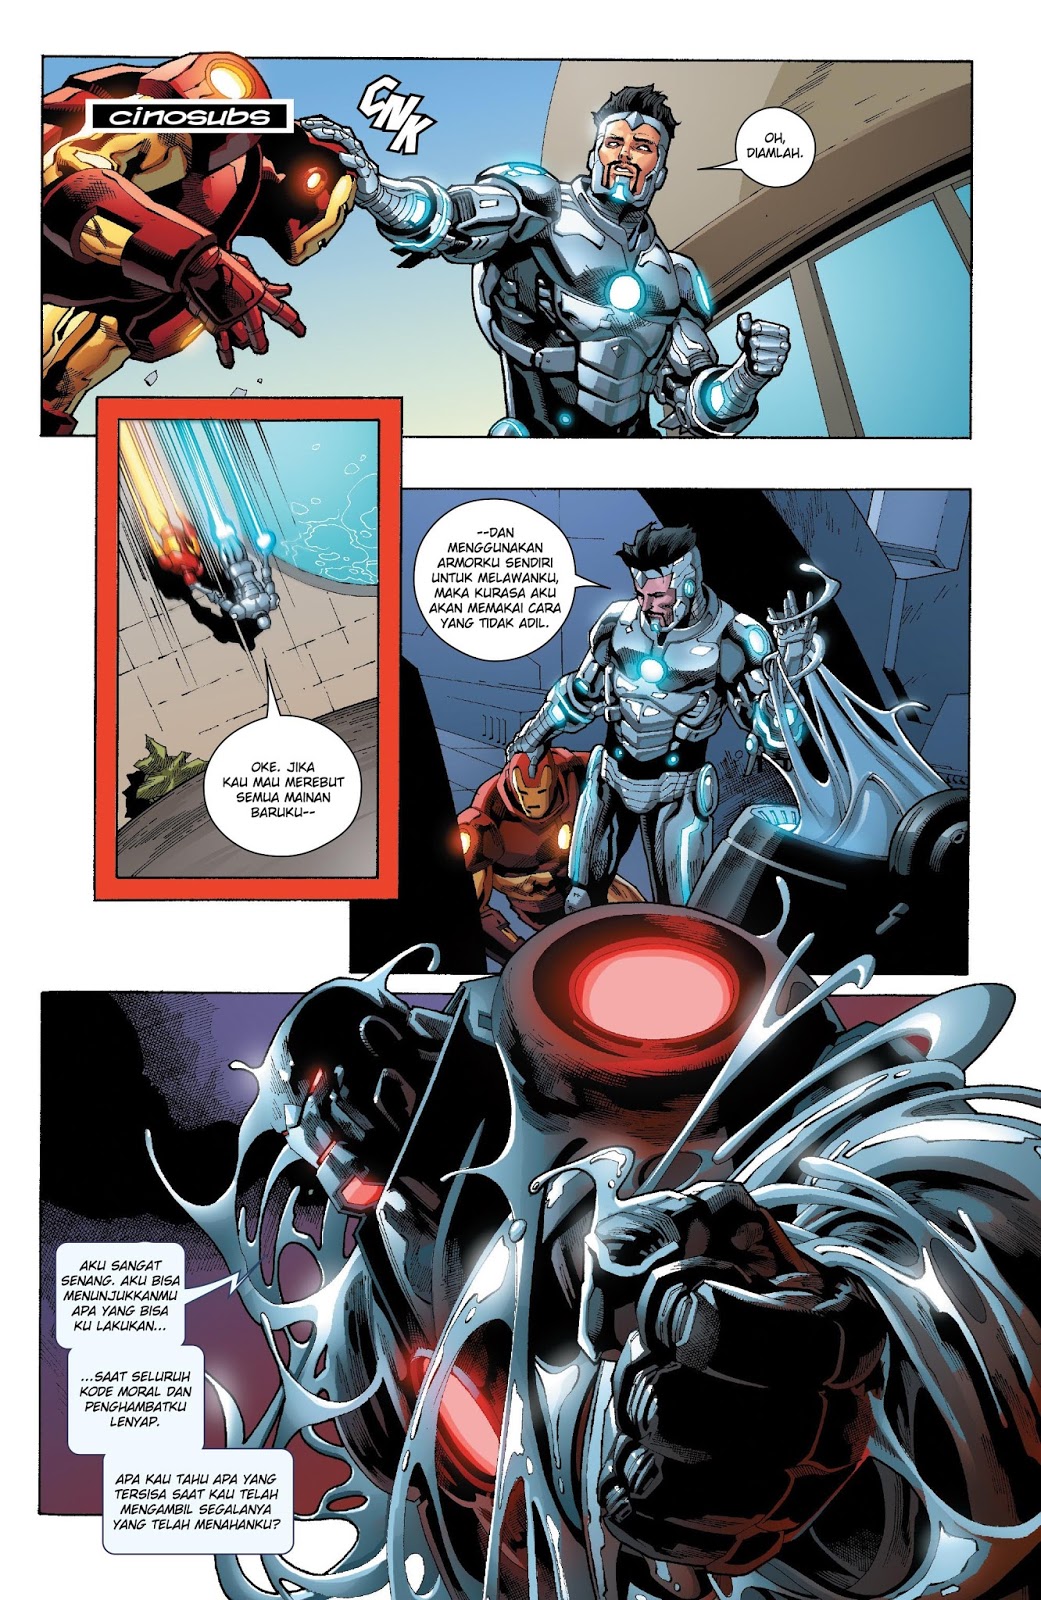 cinosubs
CNK
OH,
DIAMLAH.
OKE. JIKA
KAU MAU MEREBUT
SEMUA MAINAN
BARUKU--
--DAN
MENGGUNAKAN
ARMORKU SENDIRI
UNTUK MELAWANKU,
MAKA KURASA AKU
AKAN MEMAKAI CARA
YANG TIDAK ADIL.
AKU SANGAT
SENANG. AKU BISA
MENUNJUKKANMU
APA YANG BISA
KU LAKUKAN...
...SAAT SELURUH
KODE MORAL DAN
PENGHAMBATKU
LENYAP.
APA KAU TAHU APA YANG
TERSISA SAAT KAU TELAH
MENGAMBIL SEGALANYA
YANG TELAH MENAHANKU?